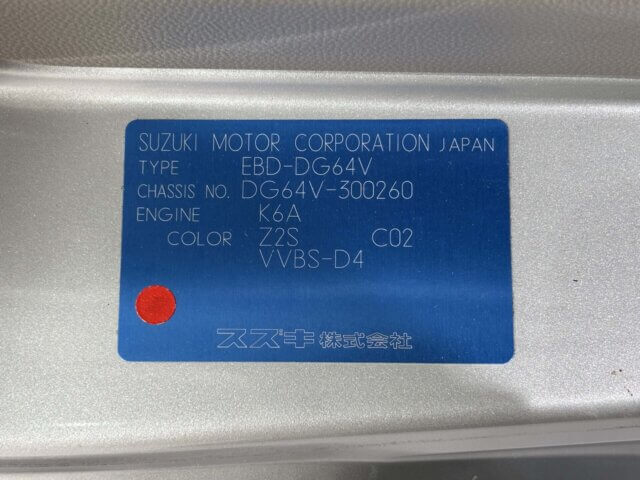 SUZUKI MOTOR CORPORATION JAPAN
TYPE EBD-DG64V
CHASSIS NO. DG64V-300260
ENGINE K6A
COLOR Z2S C02
VVBS-D4
スズキ株式会社